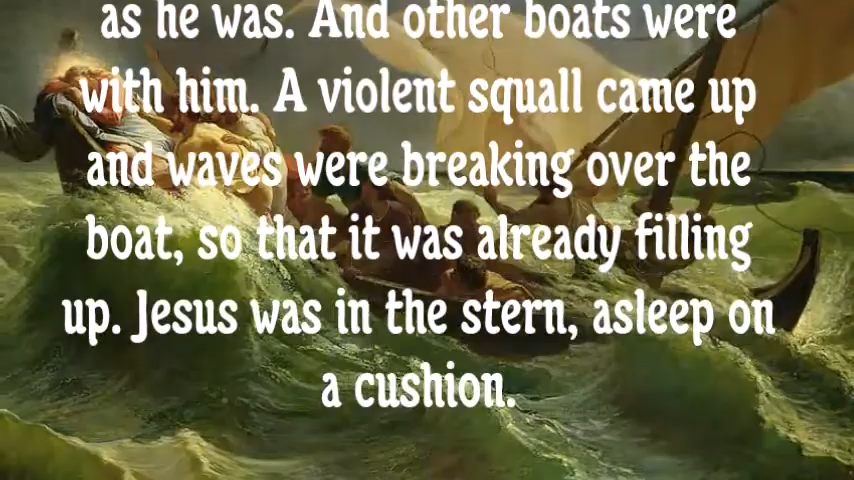 as he was. And other boats were
with him. A violent squall came up
and waves were breaking over the
boat, so that it was already filling
up. Jesus was in the stern, asleep on
a cushion.